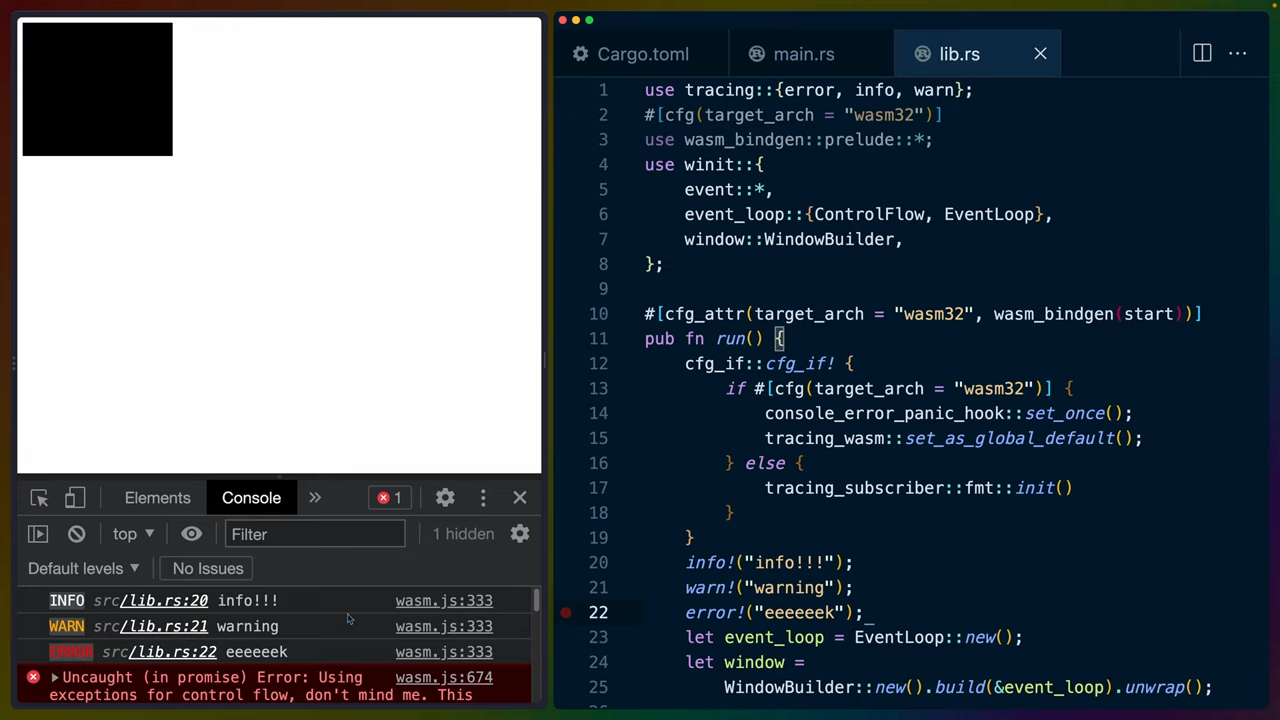 Elements
Console
»
1
top
Filter
1 hidden
Default levels
No Issues
INFO src/lib.rs:20 info!!! wasm.js:333
WARN src/lib.rs:21 warning wasm.js:333
ERROR src/lib.rs:22 eeeeeek wasm.js:333
Uncaught (in promise) Error: Using wasm.js:674
exceptions for control flow, don't mind me. This
Cargo.toml
main.rs
lib.rs
1 use tracing::{error, info, warn};
2 #[cfg(target_arch = "wasm32")]
3 use wasm_bindgen::prelude::*;
4 use winit::{
5     event::*,
6     event_loop::{ControlFlow, EventLoop},
7     window::WindowBuilder,
8 };
9
10 #[cfg_attr(target_arch = "wasm32", wasm_bindgen(start))]
11 pub fn run() {
12     cfg_if::cfg_if! {
13         if #[cfg(target_arch = "wasm32")] {
14             console_error_panic_hook::set_once();
15             tracing_wasm::set_as_global_default();
16         } else {
17             tracing_subscriber::fmt::init()
18         }
19     }
20     info!("info!!!");
21     warn!("warning");
22     error!("eeeeeek");
23     let event_loop = EventLoop::new();
24     let window =
25         WindowBuilder::new().build(&event_loop).unwrap();